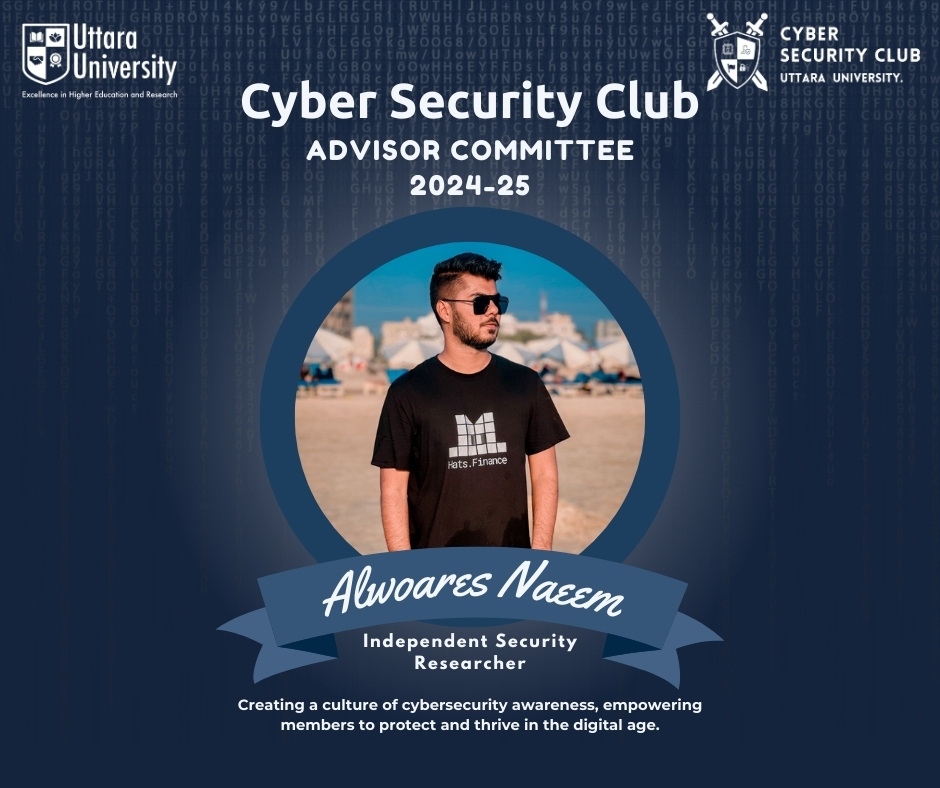 Uttara
University
Excellence in Higher Education and Research
CYBER
SECURITY CLUB
UTTARA UNIVERSITY.
Cyber Security Club
ADVISOR COMMITTEE
2024-25
Hats.Finance
Alwoares Naeem
Independent Security
Researcher
Creating a culture of cybersecurity awareness, empowering
members to protect and thrive in the digital age.